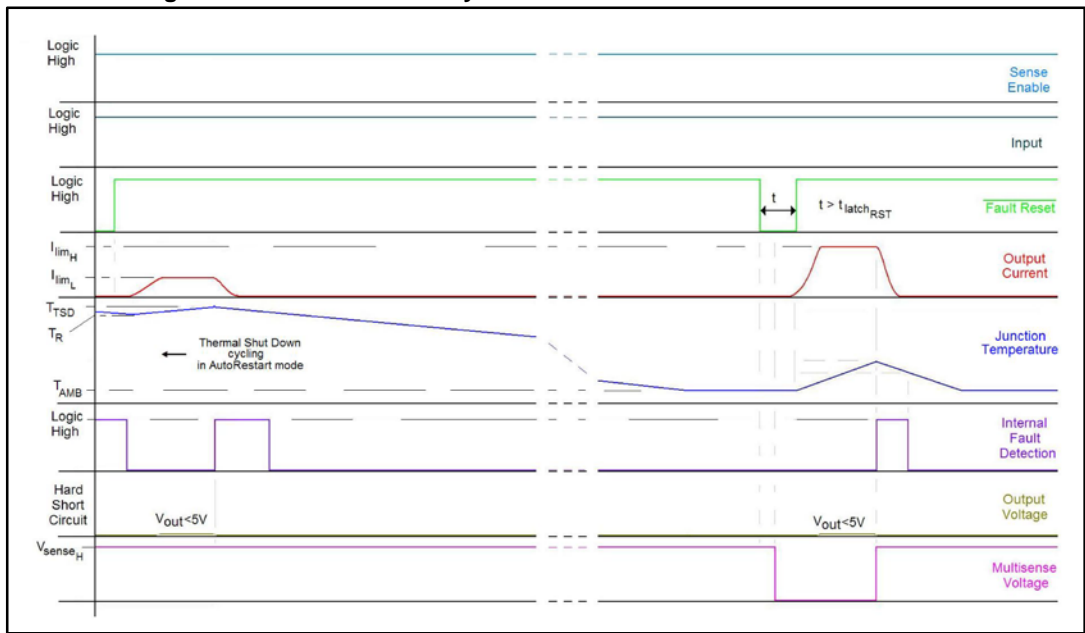 Logic
High
Sense
Enable
Logic
High
Input
Logic
High
t
t > tlatchRST
Fault Reset
IlimH
IlimL
Output
Current
TTSD
TR
Thermal Shut Down
cycling
in AutoRestart mode
Junction
Temperature
TAMB
Logic
High
Internal
Fault
Detection
Hard
Short
Circuit
Vout<5V
Vout<5V
Output
Voltage
VsenseH
Multisense
Voltage